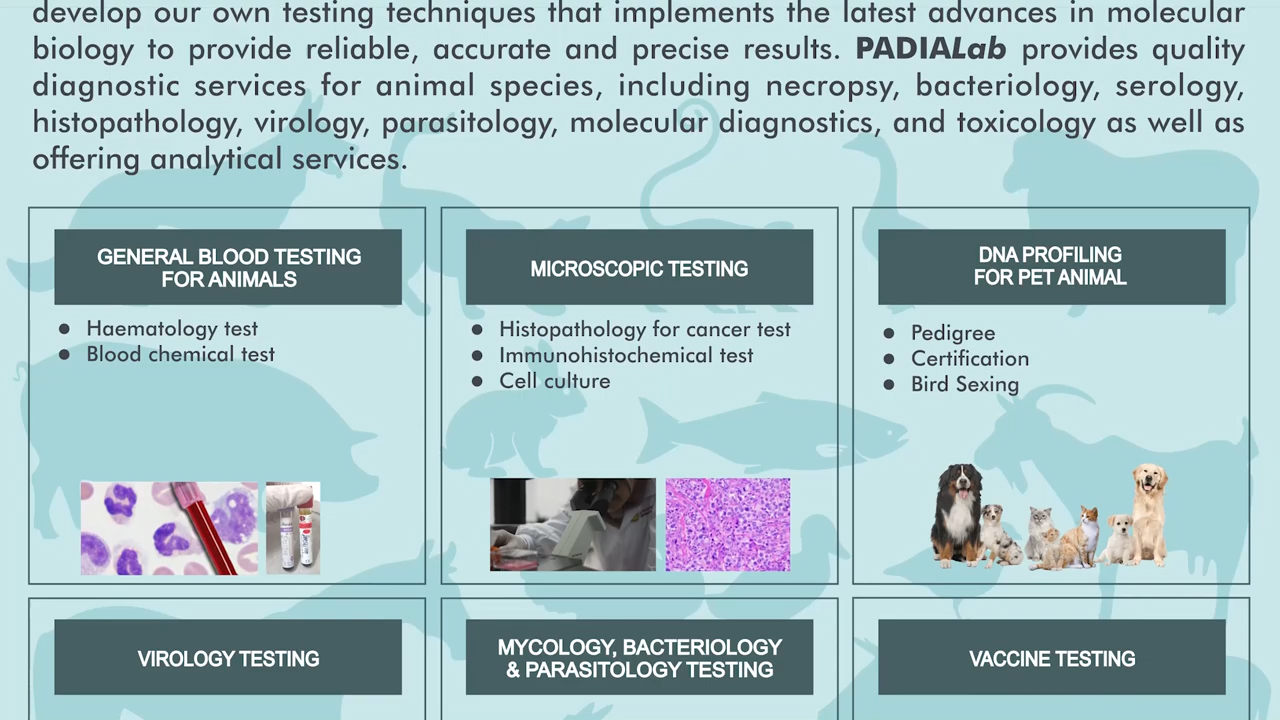 develop our own testing techniques that implements the latest advances in molecular
biology to provide reliable, accurate and precise results. PADIALab provides quality
diagnostic services for animal species, including necropsy, bacteriology, serology,
histopathology, virology, parasitology, molecular diagnostics, and toxicology as well as
offering analytical services.
GENERAL BLOOD TESTING
FOR ANIMALS
● Haematology test
● Blood chemical test
MICROSCOPIC TESTING
● Histopathology for cancer test
● Immunohistochemical test
● Cell culture
DNA PROFILING
FOR PET ANIMAL
● Pedigree
● Certification
● Bird Sexing
VIROLOGY TESTING
MYCOLOGY, BACTERIOLOGY
& PARASITOLOGY TESTING
VACCINE TESTING